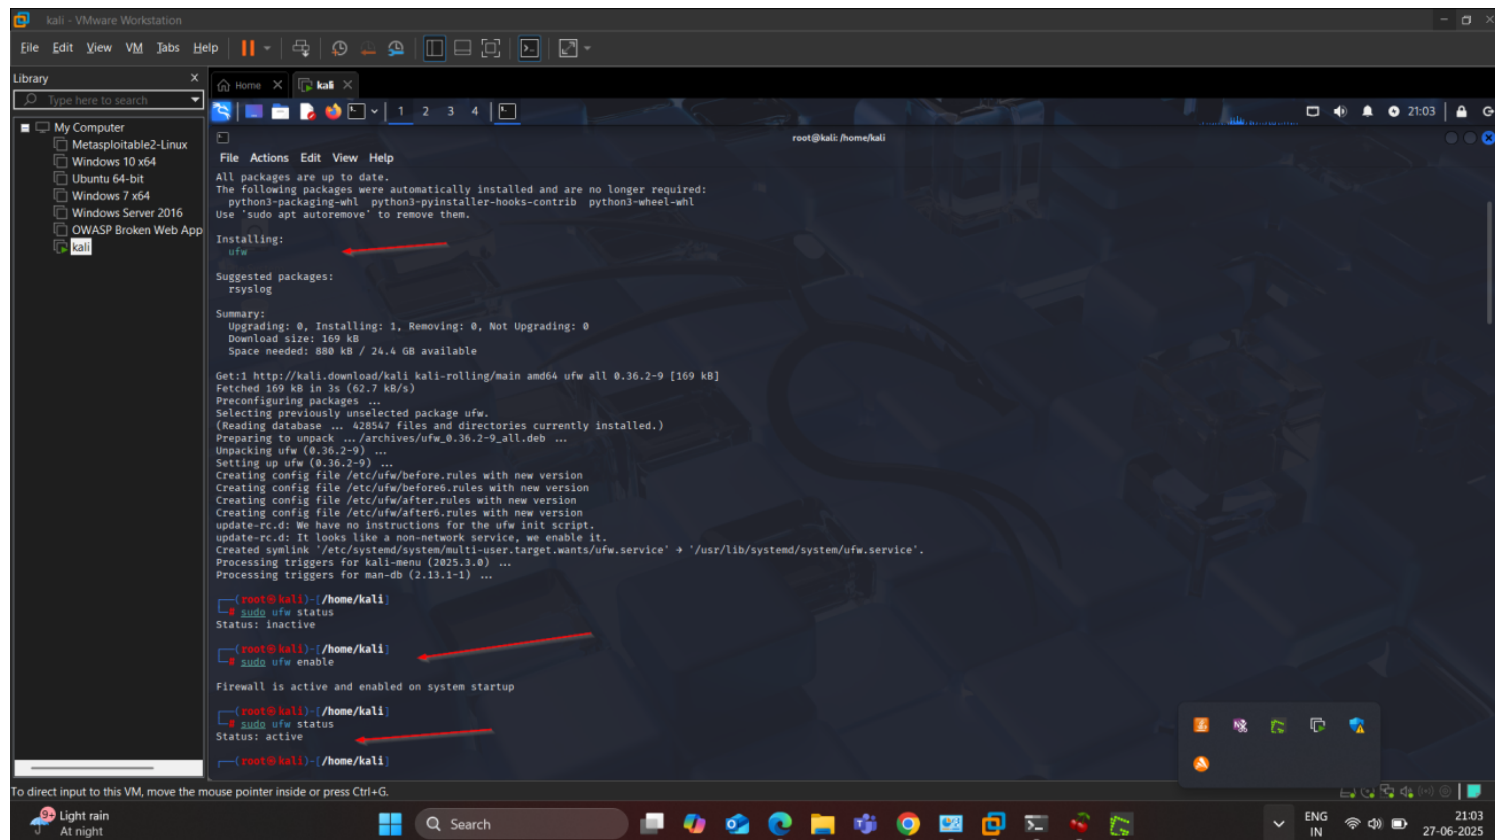 kali - VMware Workstation
File Edit View VM Tabs Help
Library X
Home X kali X
Type here to search
1 2 3 4
21:03
My Computer
Metasploitable2-Linux
Windows 10 x64
Ubuntu 64-bit
Windows 7 x64
Windows Server 2016
OWASP Broken Web App
kali
root@kali: /home/kali
File Actions Edit View Help
All packages are up to date.
The following packages were automatically installed and are no longer required:
python3-packaging-whl python3-pyinstaller-hooks-contrib python3-wheel-whl
Use 'sudo apt autoremove' to remove them.
Installing:
ufw
Suggested packages:
rsyslog
Summary:
Upgrading: 0, Installing: 1, Removing: 0, Not Upgrading: 0
Download size: 169 kB
Space needed: 880 kB / 24.4 GB available
Get:1 http://kali.download/kali kali-rolling/main amd64 ufw all 0.36.2-9 [169 kB]
Fetched 169 kB in 3s (62.7 kB/s)
Preconfiguring packages ...
Selecting previously unselected package ufw.
(Reading database ... 428547 files and directories currently installed.)
Preparing to unpack .../archives/ufw_0.36.2-9_all.deb ...
Unpacking ufw (0.36.2-9) ...
Setting up ufw (0.36.2-9) ...
Creating config file /etc/ufw/before.rules with new version
Creating config file /etc/ufw/before6.rules with new version
Creating config file /etc/ufw/after.rules with new version
Creating config file /etc/ufw/after6.rules with new version
update-rc.d: We have no instructions for the ufw init script.
update-rc.d: It looks like a non-network service, we enable it.
Created symlink '/etc/systemd/system/multi-user.target.wants/ufw.service' → '/usr/lib/systemd/system/ufw.service'.
Processing triggers for kali-menu (2025.3.0) ...
Processing triggers for man-db (2.13.1-1) ...
(root@kali)-[/home/kali]
# sudo ufw status
Status: inactive
(root@kali)-[/home/kali]
# sudo ufw enable
Firewall is active and enabled on system startup
(root@kali)-[/home/kali]
# sudo ufw status
Status: active
(root@kali)-[/home/kali]
To direct input to this VM, move the mouse pointer inside or press Ctrl+G.
9+
Light rain
At night
Search
ENG
IN
21:03
27-06-2025